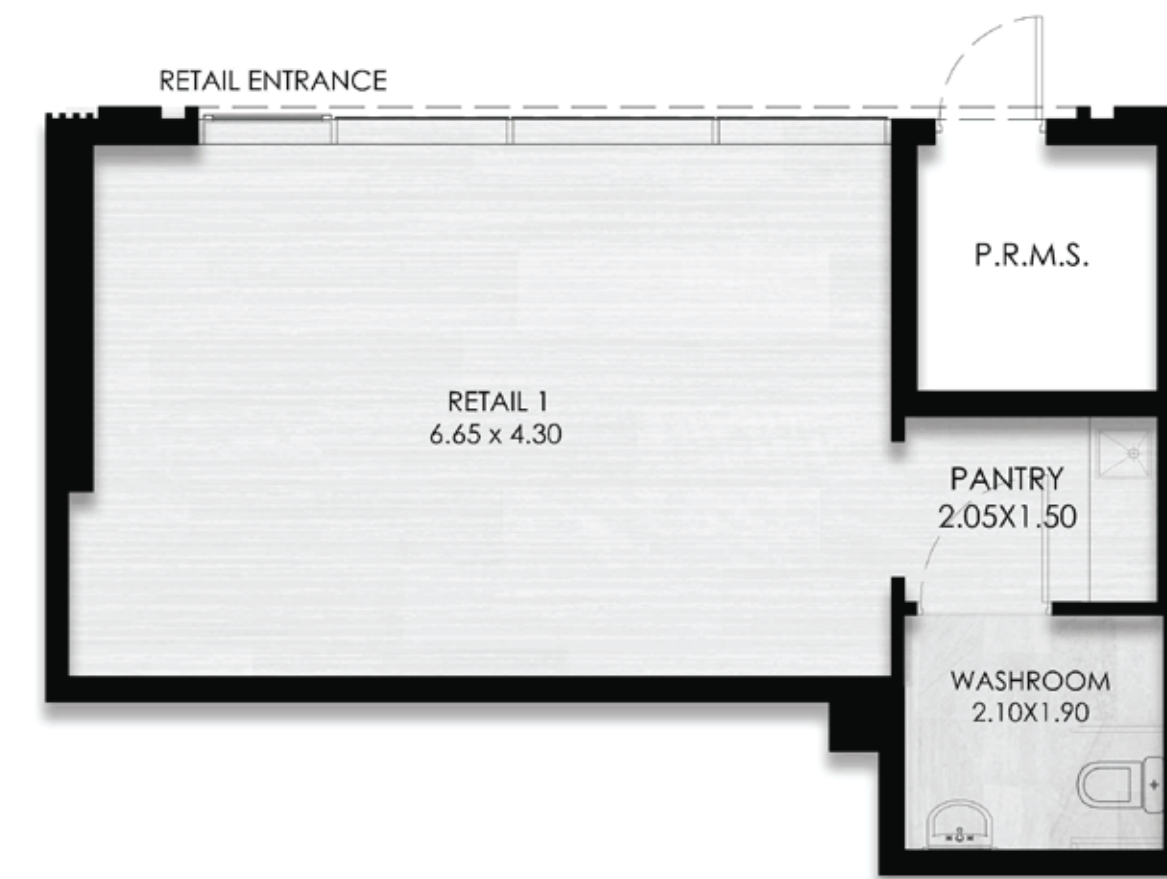 RETAIL ENTRANCE
P.R.M.S.
RETAIL 1
6.65 x 4.30
PANTRY
2.05X1.50
WASHROOM
2.10X1.90